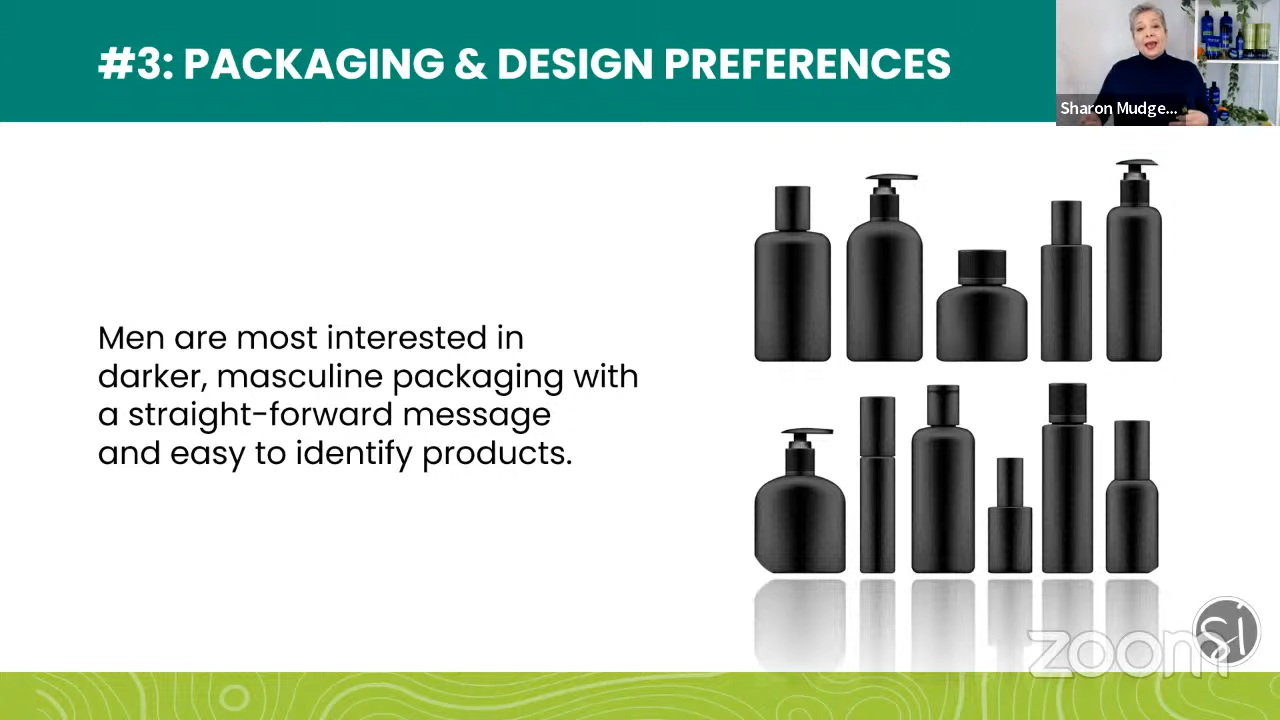 #3: PACKAGING & DESIGN PREFERENCES
Sharon Mudge...
Men are most interested in
darker, masculine packaging with
a straight-forward message
and easy to identify products.
si
zoom